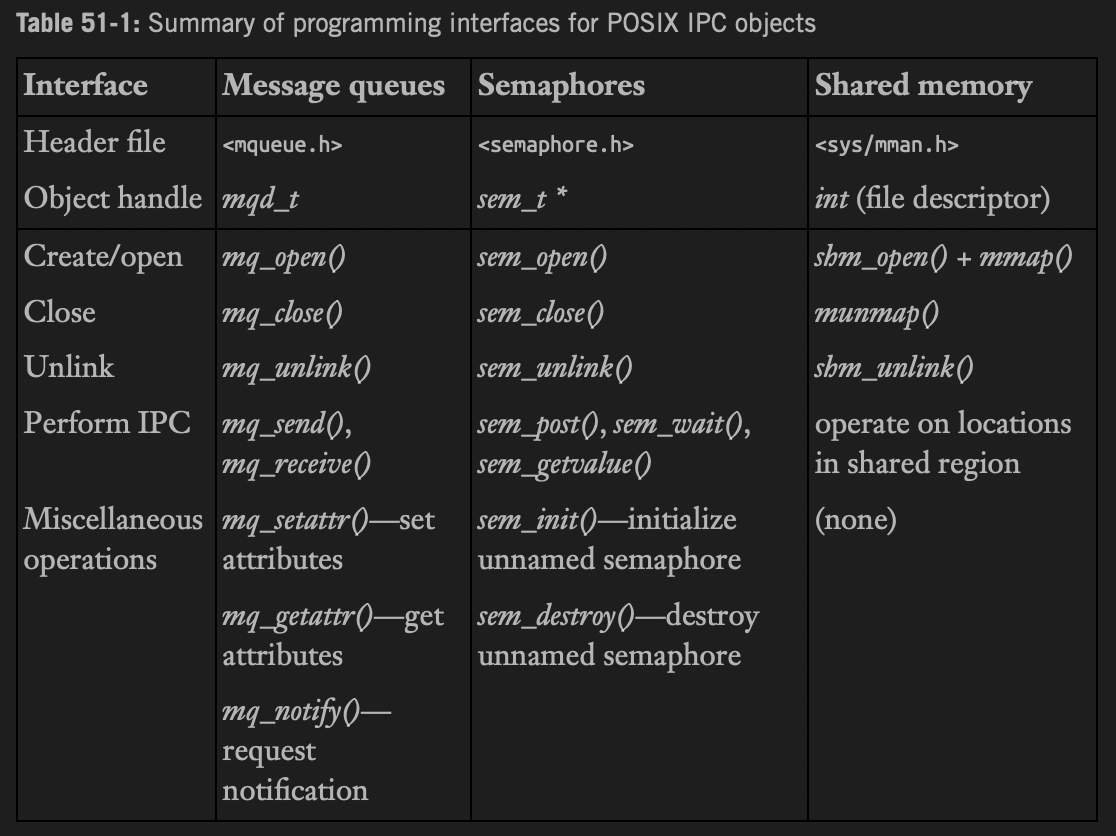 Table 51-1: Summary of programming interfaces for POSIX IPC objects
Interface Message queues Semaphores Shared memory
Header file <mqueue.h> <semaphore.h> <sys/mman.h>
Object handle mqd_t sem_t * int (file descriptor)
Create/open mq_open() sem_open() shm_open() + mmap()
Close mq_close() sem_close() munmap()
Unlink mq_unlink() sem_unlink() shm_unlink()
Perform IPC mq_send(), sem_post(), sem_wait(), operate on locations
mq_receive() sem_getvalue() in shared region
Miscellaneous mq_setattr()—set sem_init()—initialize (none)
operations attributes unnamed semaphore
mq_getattr()—get sem_destroy()—destroy
attributes unnamed semaphore
mq_notify()—
request
notification